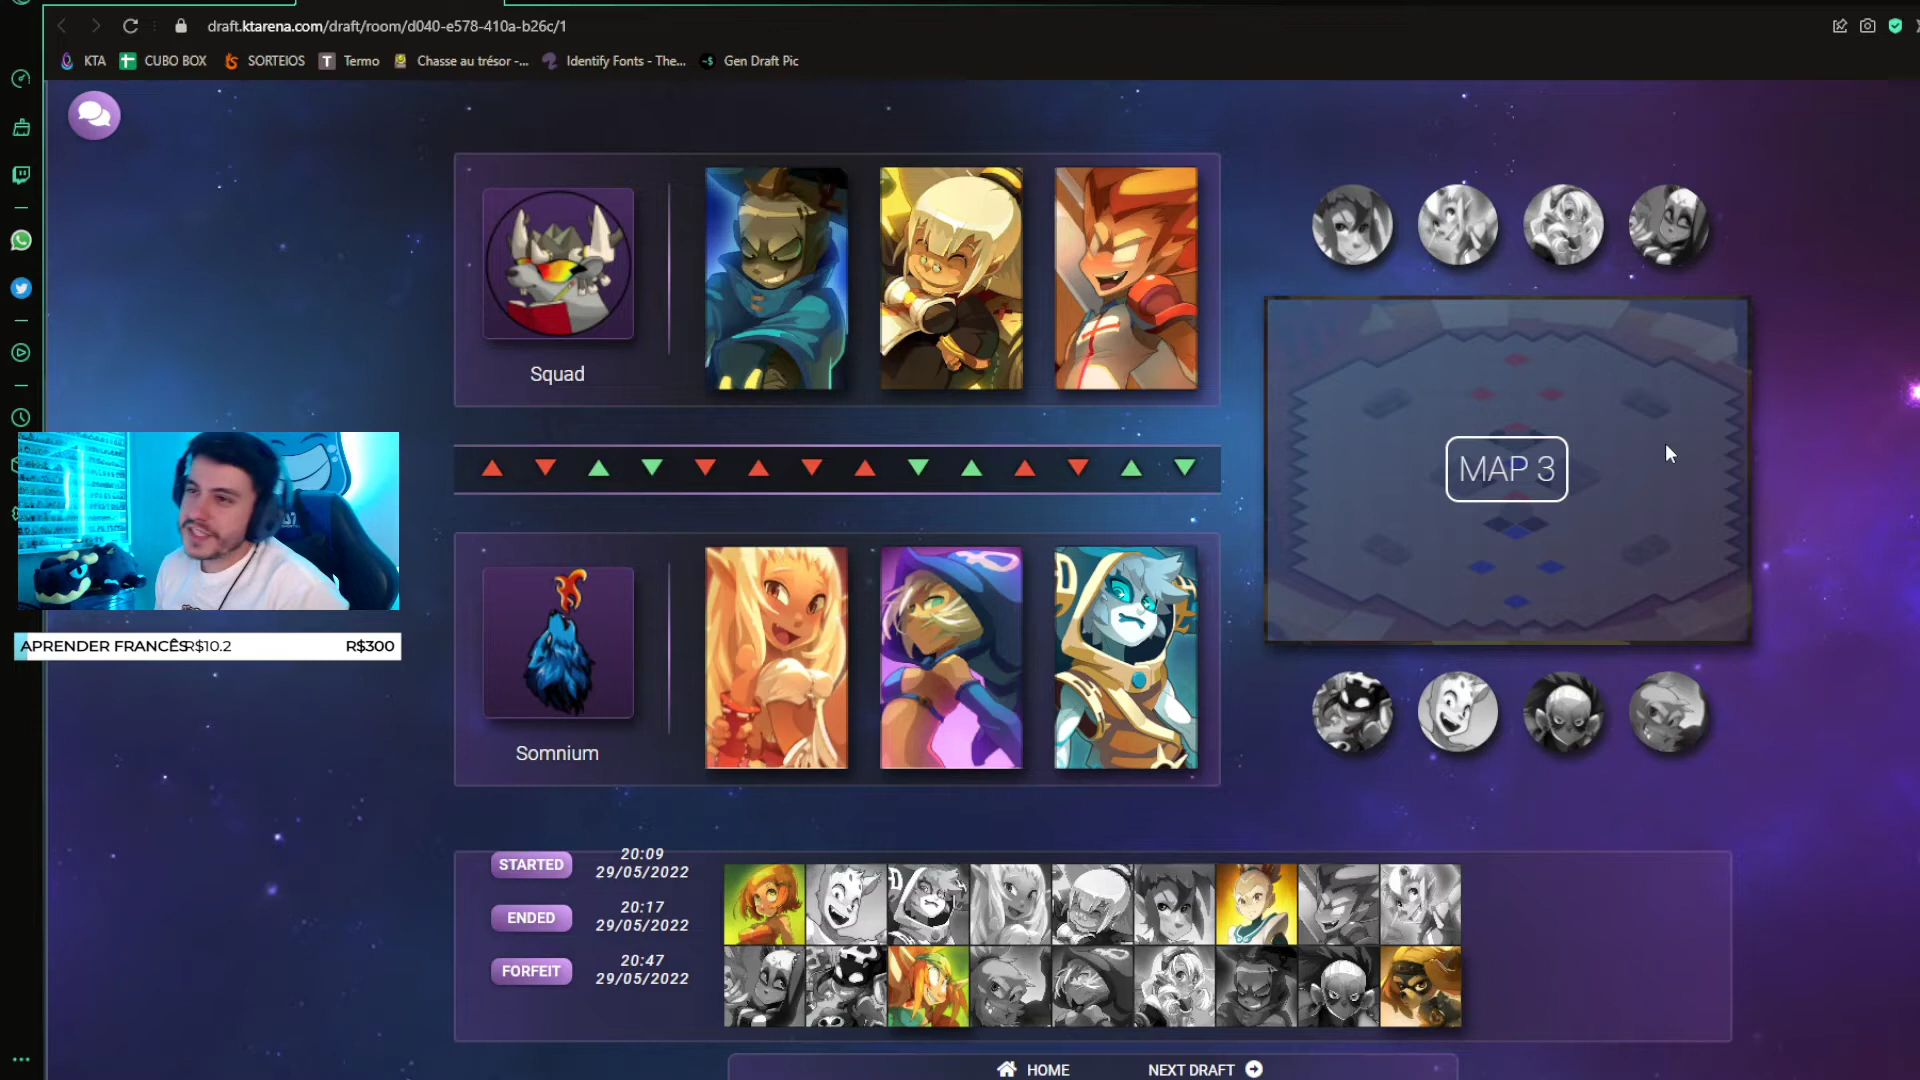 draft.ktarena.com/draft/room/d040-e578-410a-b26c/1
KTA
CUBO BOX
SORTEIOS
T Termo
Chasse au trésor -...
Identify Fonts - The...
~$ Gen Draft Pic
Squad
MAP 3
Somnium
APRENDER FRANCÊS R$10.2 R$300
STARTED 20:09 29/05/2022
ENDED 20:17 29/05/2022
FORFEIT 20:47 29/05/2022
HOME NEXT DRAFT